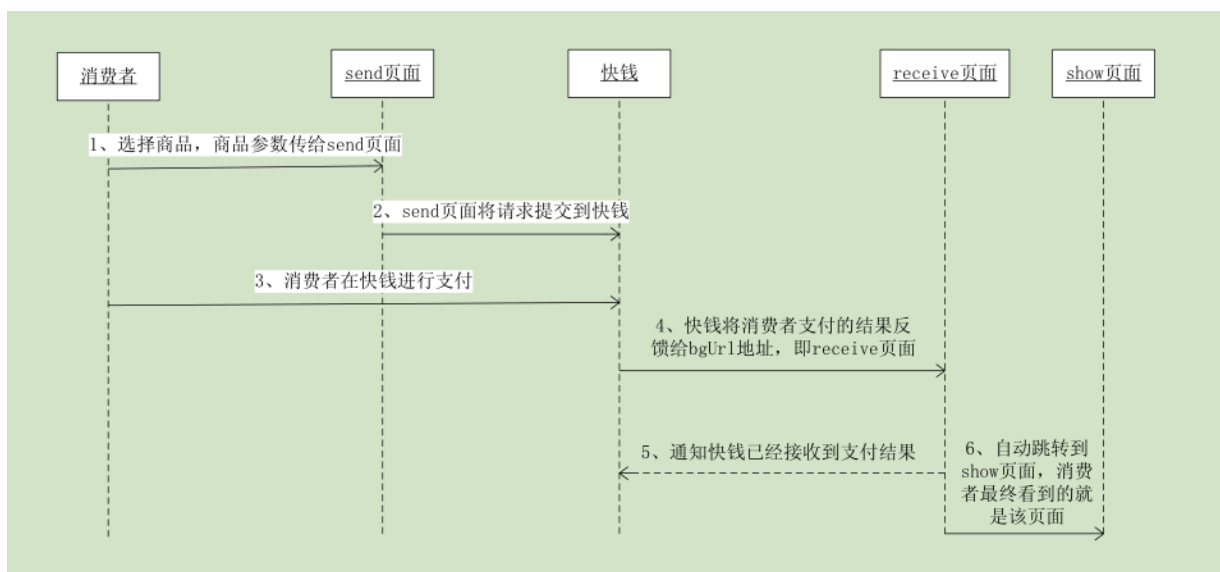 消费者
send页面
快钱
receive页面
show页面
1、选择商品，商品参数传给send页面
2、send页面将请求提交到快钱
3、消费者在快钱进行支付
4、快钱将消费者支付的结果反
馈给bgUrl地址，即receive页面
5、通知快钱已经接收到支付结果
6、自动跳转到
show页面，消费
者最终看到的就
是该页面